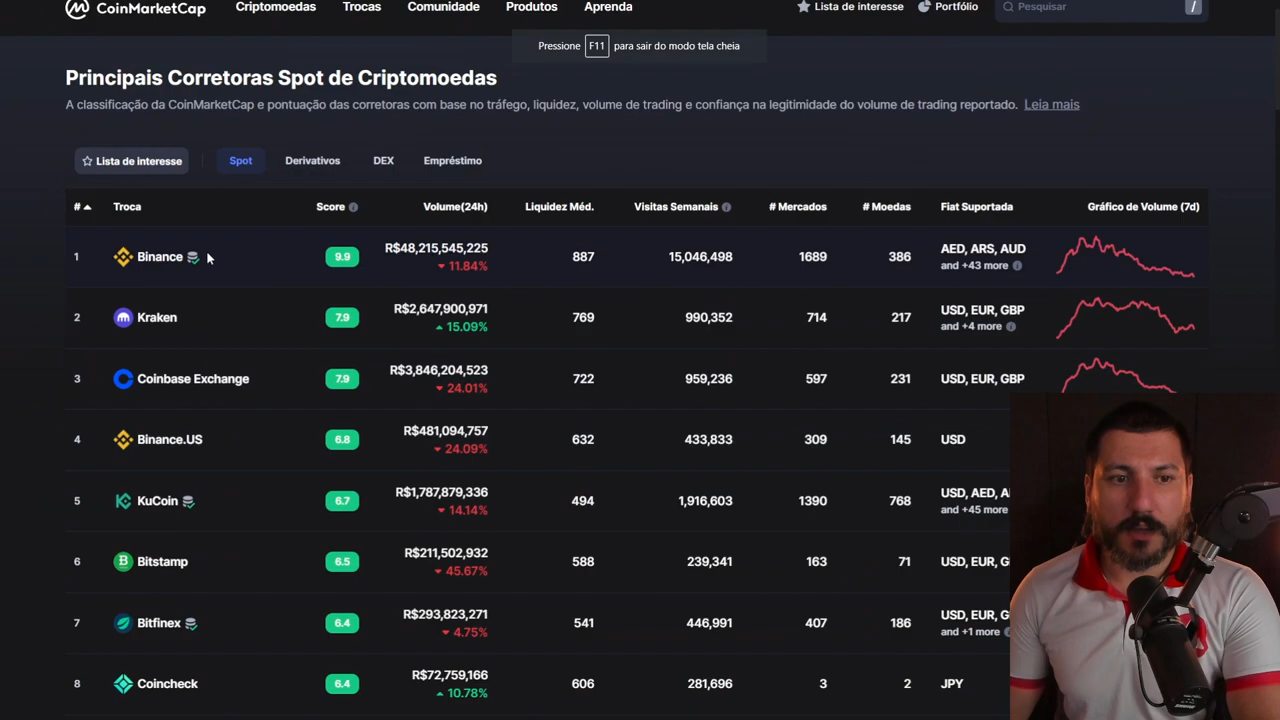 CoinMarketCap Criptomoedas Trocas Comunidade Produtos Aprenda Lista de interesse Portfólio Pesquisar /
Pressione F11 para sair do modo tela cheia
Principais Corretoras Spot de Criptomoedas
A classificação da CoinMarketCap e pontuação das corretoras com base no tráfego, liquidez, volume de trading e confiança na legitimidade do volume de trading reportado. Leia mais
Lista de interesse Spot Derivativos DEX Empréstimo
# Troca Score Volume(24h) Liquidez Méd. Visitas Semanais # Mercados # Moedas Fiat Suportada Gráfico de Volume (7d)
1 Binance 9.9 R$48,215,545,225 887 15,046,498 1689 386 AED, ARS, AUD
11.84% and +43 more
2 Kraken 7.9 R$2,647,900,971 769 990,352 714 217 USD, EUR, GBP
15.09% and +4 more
3 Coinbase Exchange 7.9 R$3,846,204,523 722 959,236 597 231 USD, EUR, GBP
24.01%
4 Binance.US 6.8 R$481,094,757 632 433,833 309 145 USD
24.09%
5 KuCoin 6.7 R$1,787,879,336 494 1,916,603 1390 768 USD, AED,
14.14% and +45 more
6 Bitstamp 6.5 R$211,502,932 588 239,341 163 71 USD, EUR,
45.67%
7 Bitfinex 6.4 R$293,823,271 541 446,991 407 186 USD, EUR,
4.75% and +1 more
8 Coincheck 6.4 R$72,759,166 606 281,696 3 2 JPY
10.78%